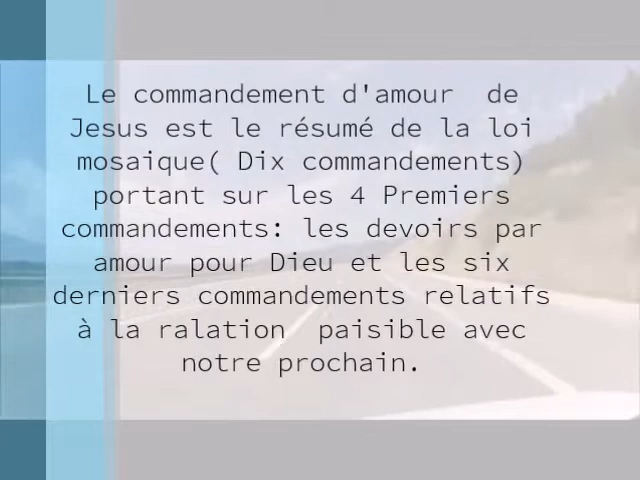 Le commandement d'amour  de
Jesus est le résumé de la loi
mosaique( Dix commandements)
portant sur les 4 Premiers
commandements: les devoirs par
amour pour Dieu et les six
derniers commandements relatifs
à la ralation  paisible avec
notre prochain.